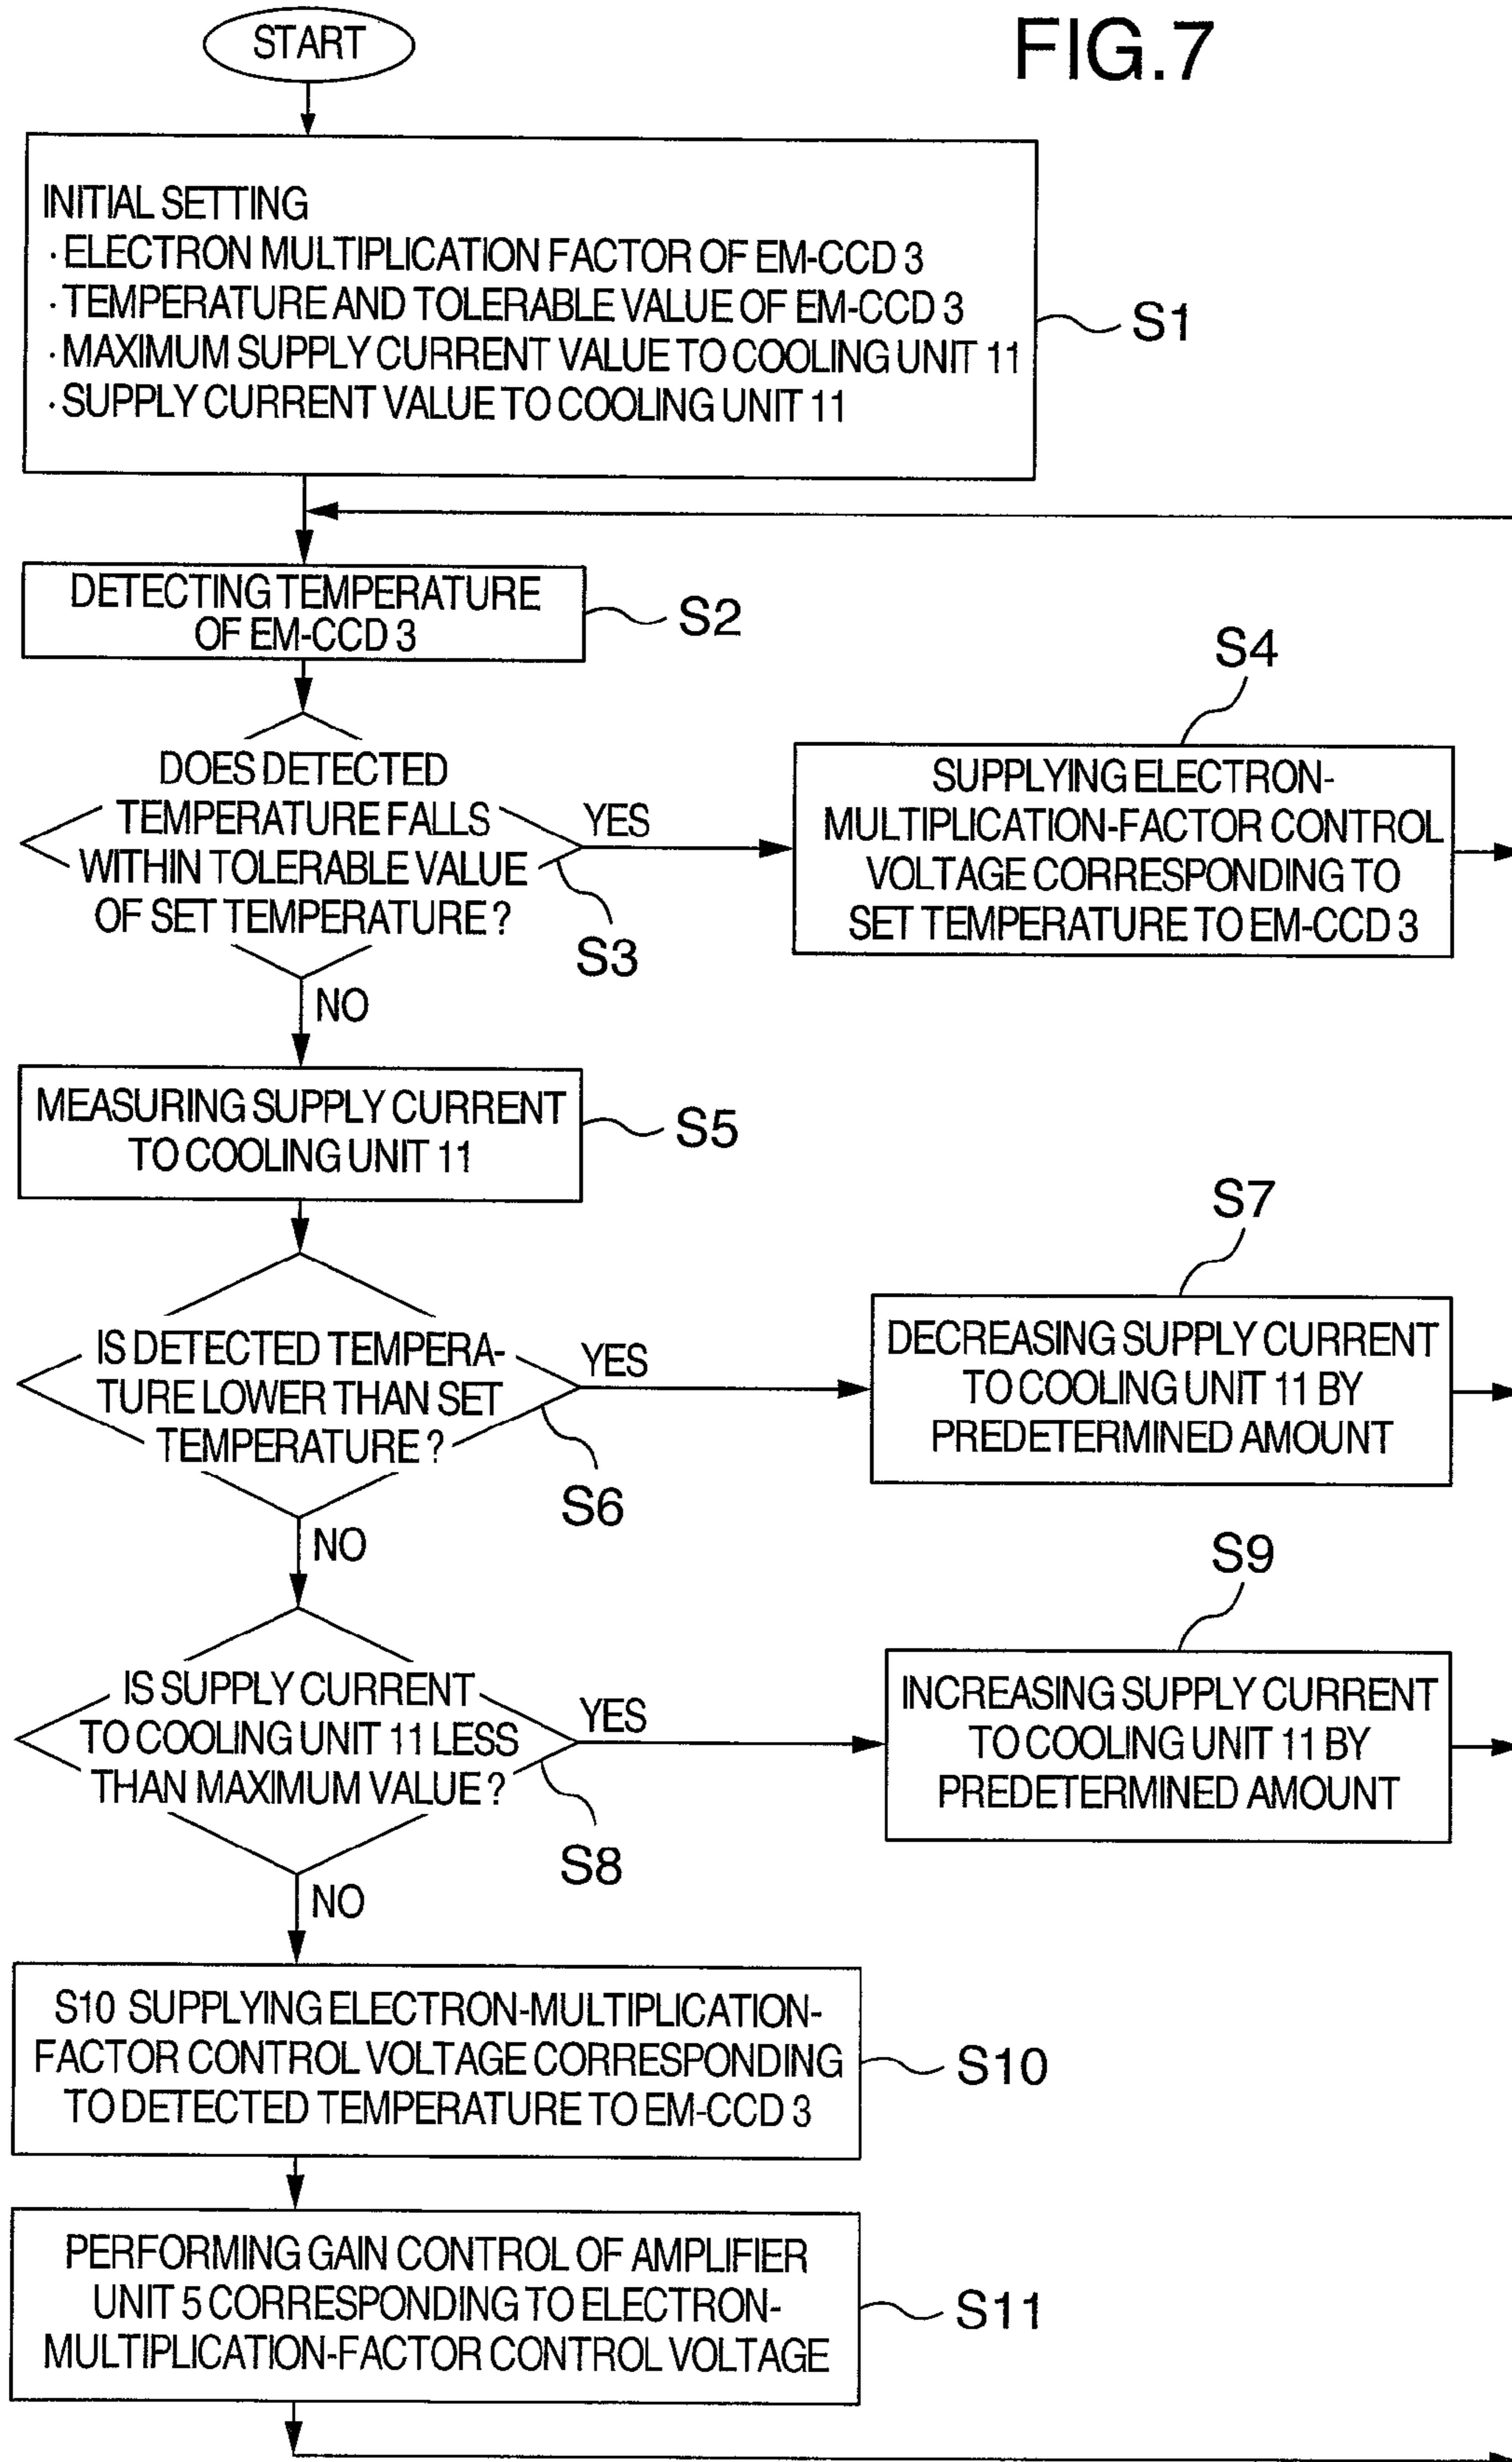 START
FIG.7
INITIAL SETTING
· ELECTRON MULTIPLICATION FACTOR OF EM-CCD 3
· TEMPERATURE AND TOLERABLE VALUE OF EM-CCD 3
· MAXIMUM SUPPLY CURRENT VALUE TO COOLING UNIT 11
· SUPPLY CURRENT VALUE TO COOLING UNIT 11
S1
DETECTING TEMPERATURE
OF EM-CCD 3
S2
DOES DETECTED
TEMPERATURE FALLS
WITHIN TOLERABLE VALUE
OF SET TEMPERATURE ?
S3
YES
NO
S4
SUPPLYING ELECTRON-
MULTIPLICATION-FACTOR CONTROL
VOLTAGE CORRESPONDING TO
SET TEMPERATURE TO EM-CCD 3
MEASURING SUPPLY CURRENT
TO COOLING UNIT 11
S5
IS DETECTED TEMPERA-
TURE LOWER THAN SET
TEMPERATURE ?
S6
YES
NO
S7
DECREASING SUPPLY CURRENT
TO COOLING UNIT 11 BY
PREDETERMINED AMOUNT
IS SUPPLY CURRENT
TO COOLING UNIT 11 LESS
THAN MAXIMUM VALUE ?
S8
YES
NO
S9
INCREASING SUPPLY CURRENT
TO COOLING UNIT 11 BY
PREDETERMINED AMOUNT
S10 SUPPLYING ELECTRON-MULTIPLICATION-
FACTOR CONTROL VOLTAGE CORRESPONDING
TO DETECTED TEMPERATURE TO EM-CCD 3
S10
PERFORMING GAIN CONTROL OF AMPLIFIER
UNIT 5 CORRESPONDING TO ELECTRON-
MULTIPLICATION-FACTOR CONTROL VOLTAGE
S11